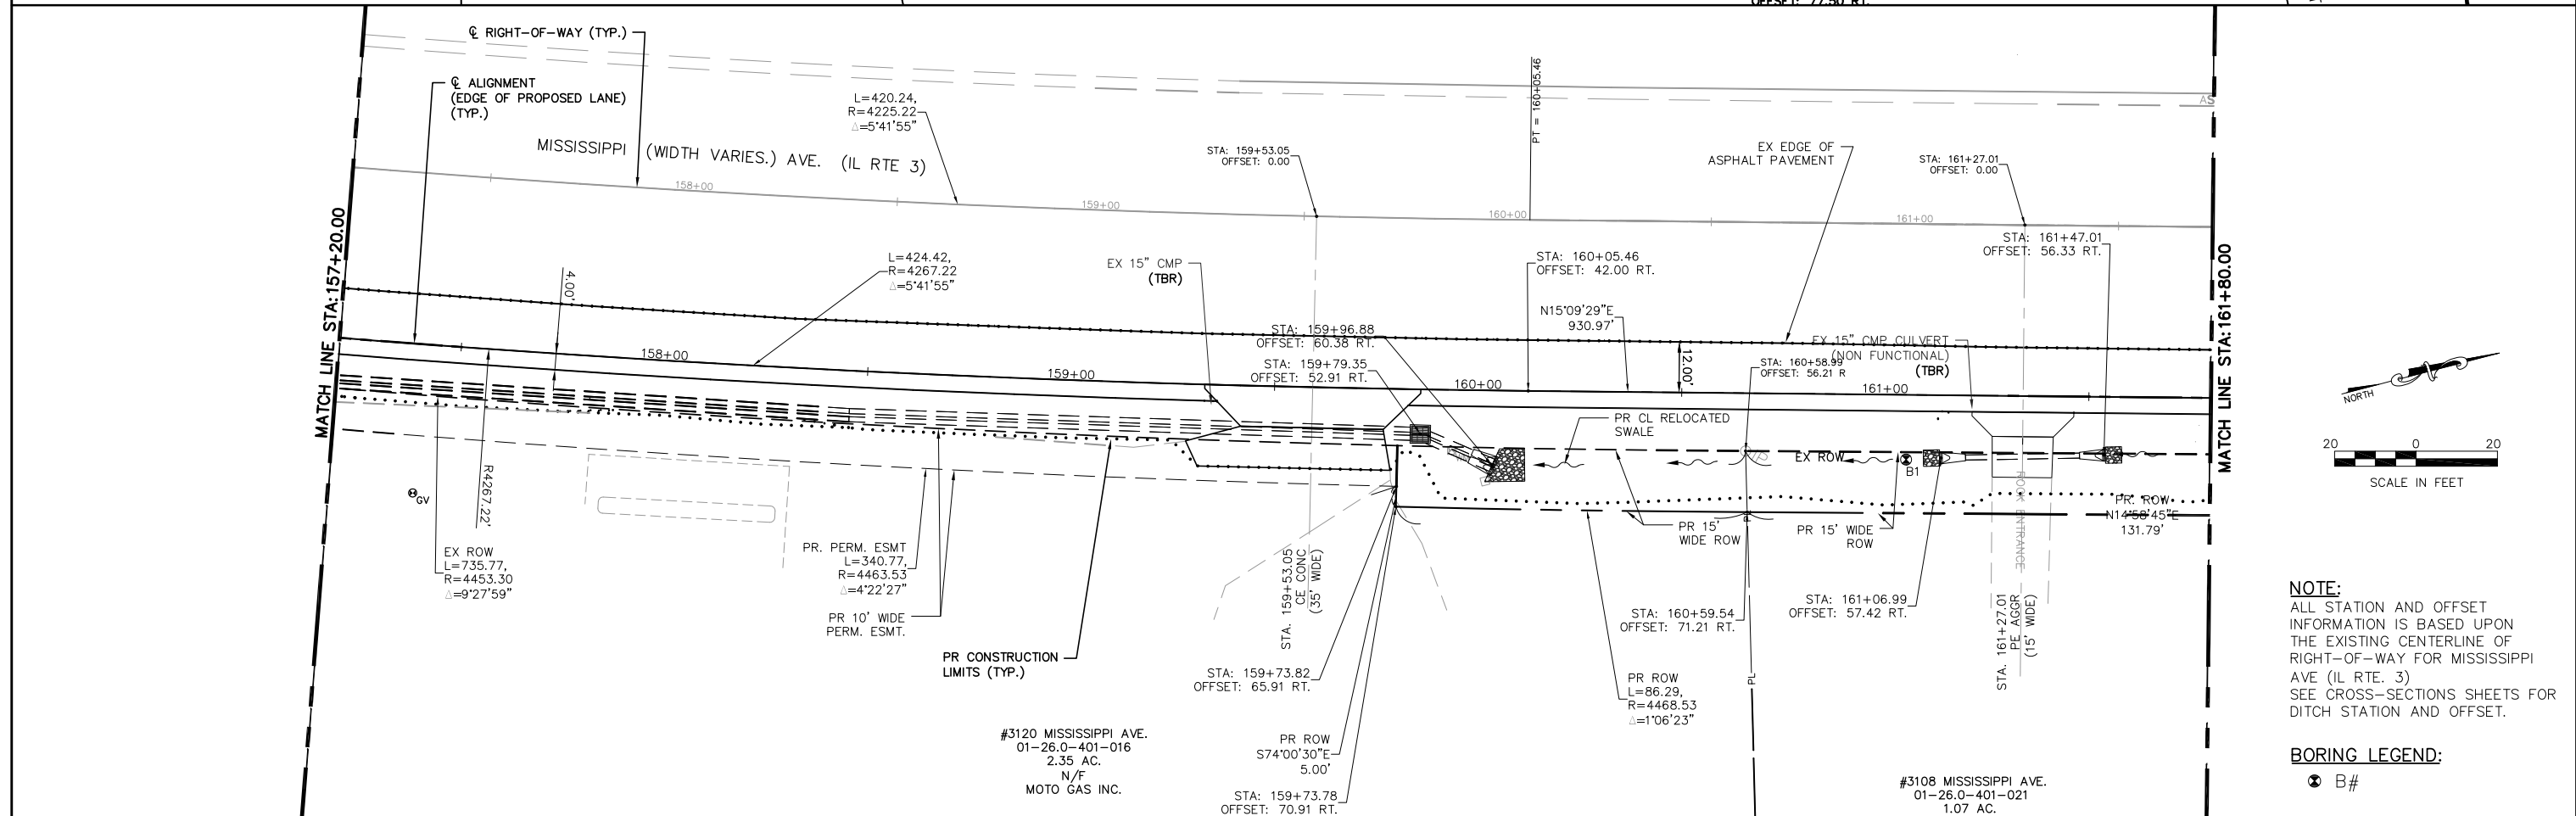 OFFSET: 77.50 RT.
℄ RIGHT-OF-WAY (TYP.)
℄ ALIGNMENT
(EDGE OF PROPOSED LANE)
(TYP.)
L=420.24,
R=4225.22
Δ=5°41'55"
MISSISSIPPI (WIDTH VARIES.) AVE. (IL RTE 3)
158+00
159+00
160+00
161+00
STA: 159+53.05
OFFSET: 0.00
PT = 160+05.46
EX EDGE OF
ASPHALT PAVEMENT
STA: 161+27.01
OFFSET: 0.00
AS
MATCH LINE STA:157+20.00
4.00'
L=424.42,
R=4267.22
Δ=5°41'55"
EX 15" CMP
(TBR)
STA: 160+05.46
OFFSET: 42.00 RT.
STA: 161+47.01
OFFSET: 56.33 RT.
N15°09'29"E
930.97'
STA: 159+96.88
OFFSET: 60.38 RT.
STA: 159+79.35
OFFSET: 52.91 RT.
12.00'
EX 15" CMP CULVERT
(NON FUNCTIONAL)
(TBR)
STA: 160+58.99
OFFSET: 56.21 R
158+00
159+00
160+00
161+00
MATCH LINE STA:161+80.00
PR CL RELOCATED
SWALE
EX ROW
B1
GV
R4267.22'
EX ROW
L=735.77,
R=4453.30
Δ=9°27'59"
PR. PERM. ESMT
L=340.77,
R=4463.53
Δ=4°22'27"
PR 10' WIDE
PERM. ESMT.
PR CONSTRUCTION
LIMITS (TYP.)
STA. 159+53.05
CE CONC
(35' WIDE)
PR 15'
WIDE ROW
PR 15' WIDE
ROW
ROCK ENTRANCE
PR. ROW
N14°58'45"E
131.79'
STA: 160+59.54
OFFSET: 71.21 RT.
STA: 161+06.99
OFFSET: 57.42 RT.
STA. 161+27.01
PE AGGR
(15' WIDE)
STA: 159+73.82
OFFSET: 65.91 RT.
PR ROW
L=86.29,
R=4468.53
Δ=1°06'23"
PL
PR ROW
S74°00'30"E
5.00'
STA: 159+73.78
OFFSET: 70.91 RT.
#3120 MISSISSIPPI AVE.
01-26.0-401-016
2.35 AC.
N/F
MOTO GAS INC.
#3108 MISSISSIPPI AVE.
01-26.0-401-021
1.07 AC.
NORTH
20 0 20
SCALE IN FEET
NOTE:
ALL STATION AND OFFSET
INFORMATION IS BASED UPON
THE EXISTING CENTERLINE OF
RIGHT-OF-WAY FOR MISSISSIPPI
AVE (IL RTE. 3)
SEE CROSS-SECTIONS SHEETS FOR
DITCH STATION AND OFFSET.
BORING LEGEND:
B#